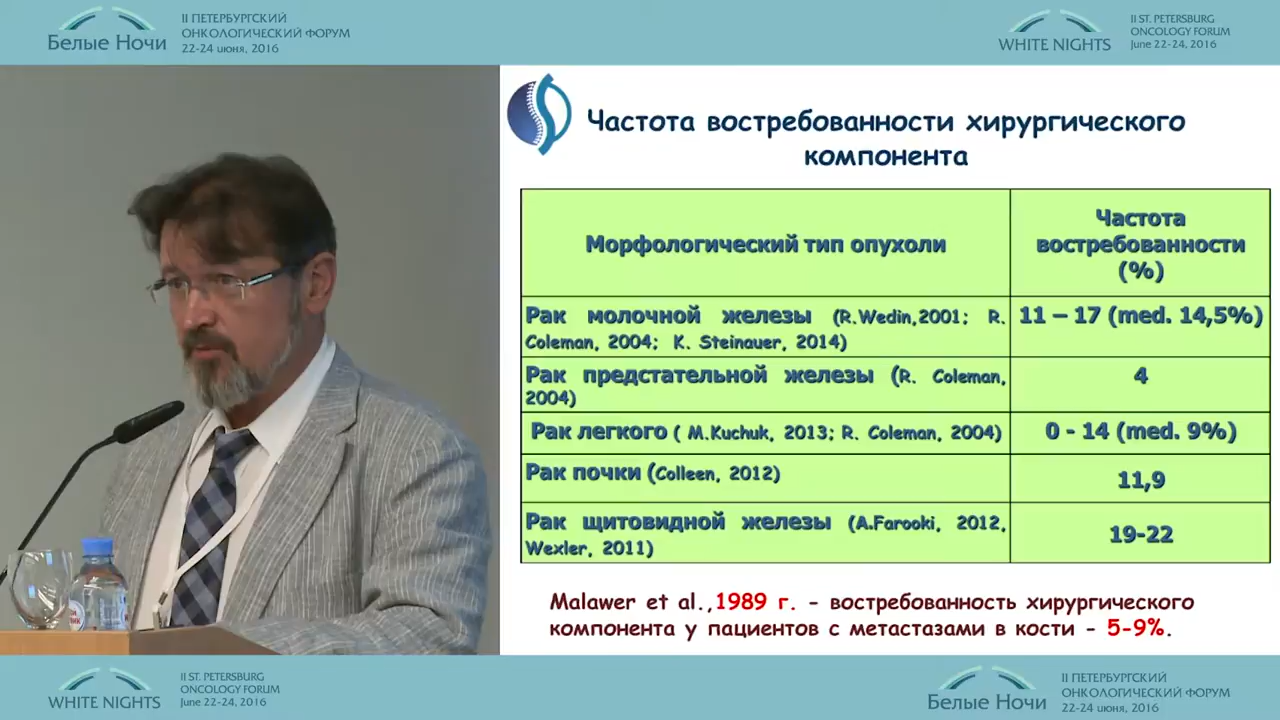 II ПЕТЕРБУРГСКИЙ
ОНКОЛОГИЧЕСКИЙ ФОРУМ
Белые Ночи
22-24 июня, 2016
II ST. PETERSBURG
ONCOLOGY FORUM
WHITE NIGHTS
June 22-24, 2016
Частота востребованности хирургического
компонента
Морфологический тип опухоли
Частота
востребованности
(%)
Рак молочной железы (R.Wedin,2001; R.
Coleman, 2004; K. Steinauer, 2014)
11 – 17 (med. 14,5%)
Рак предстательной железы (R. Coleman,
2004)
4
Рак легкого ( M.Kuchuk, 2013; R. Coleman, 2004)
0 - 14 (med. 9%)
Рак почки (Colleen, 2012)
11,9
Рак щитовидной железы (A.Farooki, 2012,
Wexler, 2011)
19-22
Malawer et al.,1989 г. - востребованность хирургического
компонента у пациентов с метастазами в кости - 5-9%.
II ST. PETERSBURG
ONCOLOGY FORUM
WHITE NIGHTS
June 22-24, 2016
II ПЕТЕРБУРГСКИЙ
ОНКОЛОГИЧЕСКИЙ ФОРУМ
Белые Ночи
22-24 июня, 2016